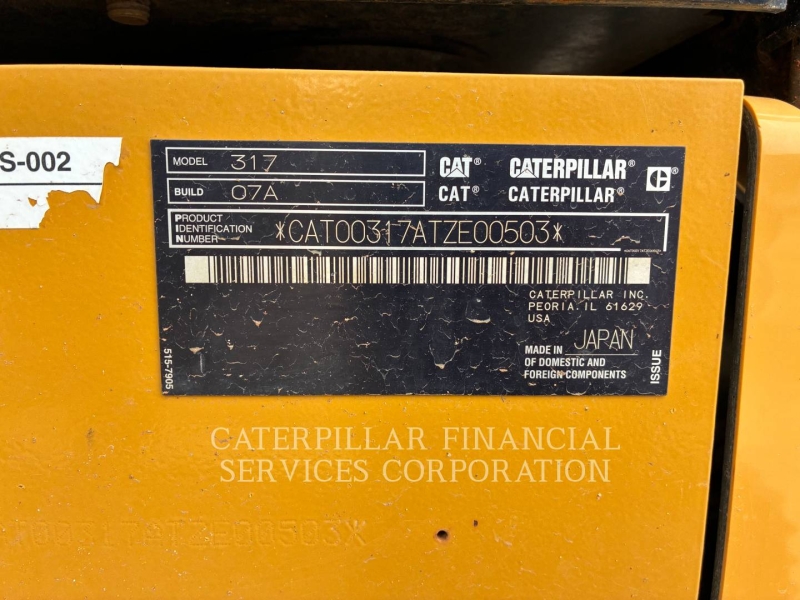 S-002
MODEL 317
BUILD 07A
CAT® CATERPILLAR®
CAT® CATERPILLAR®
C®
PRODUCT
IDENTIFICATION
NUMBER
*CAT00317ATZE00503*
CATERPILLAR INC.
PEORIA.IL 61629
USA
MADE IN JAPAN
OF DOMESTIC AND
FOREIGN COMPONENTS
515-7905
ISSUE
CATERPILLAR FINANCIAL
SERVICES CORPORATION
00317ATZE00503*